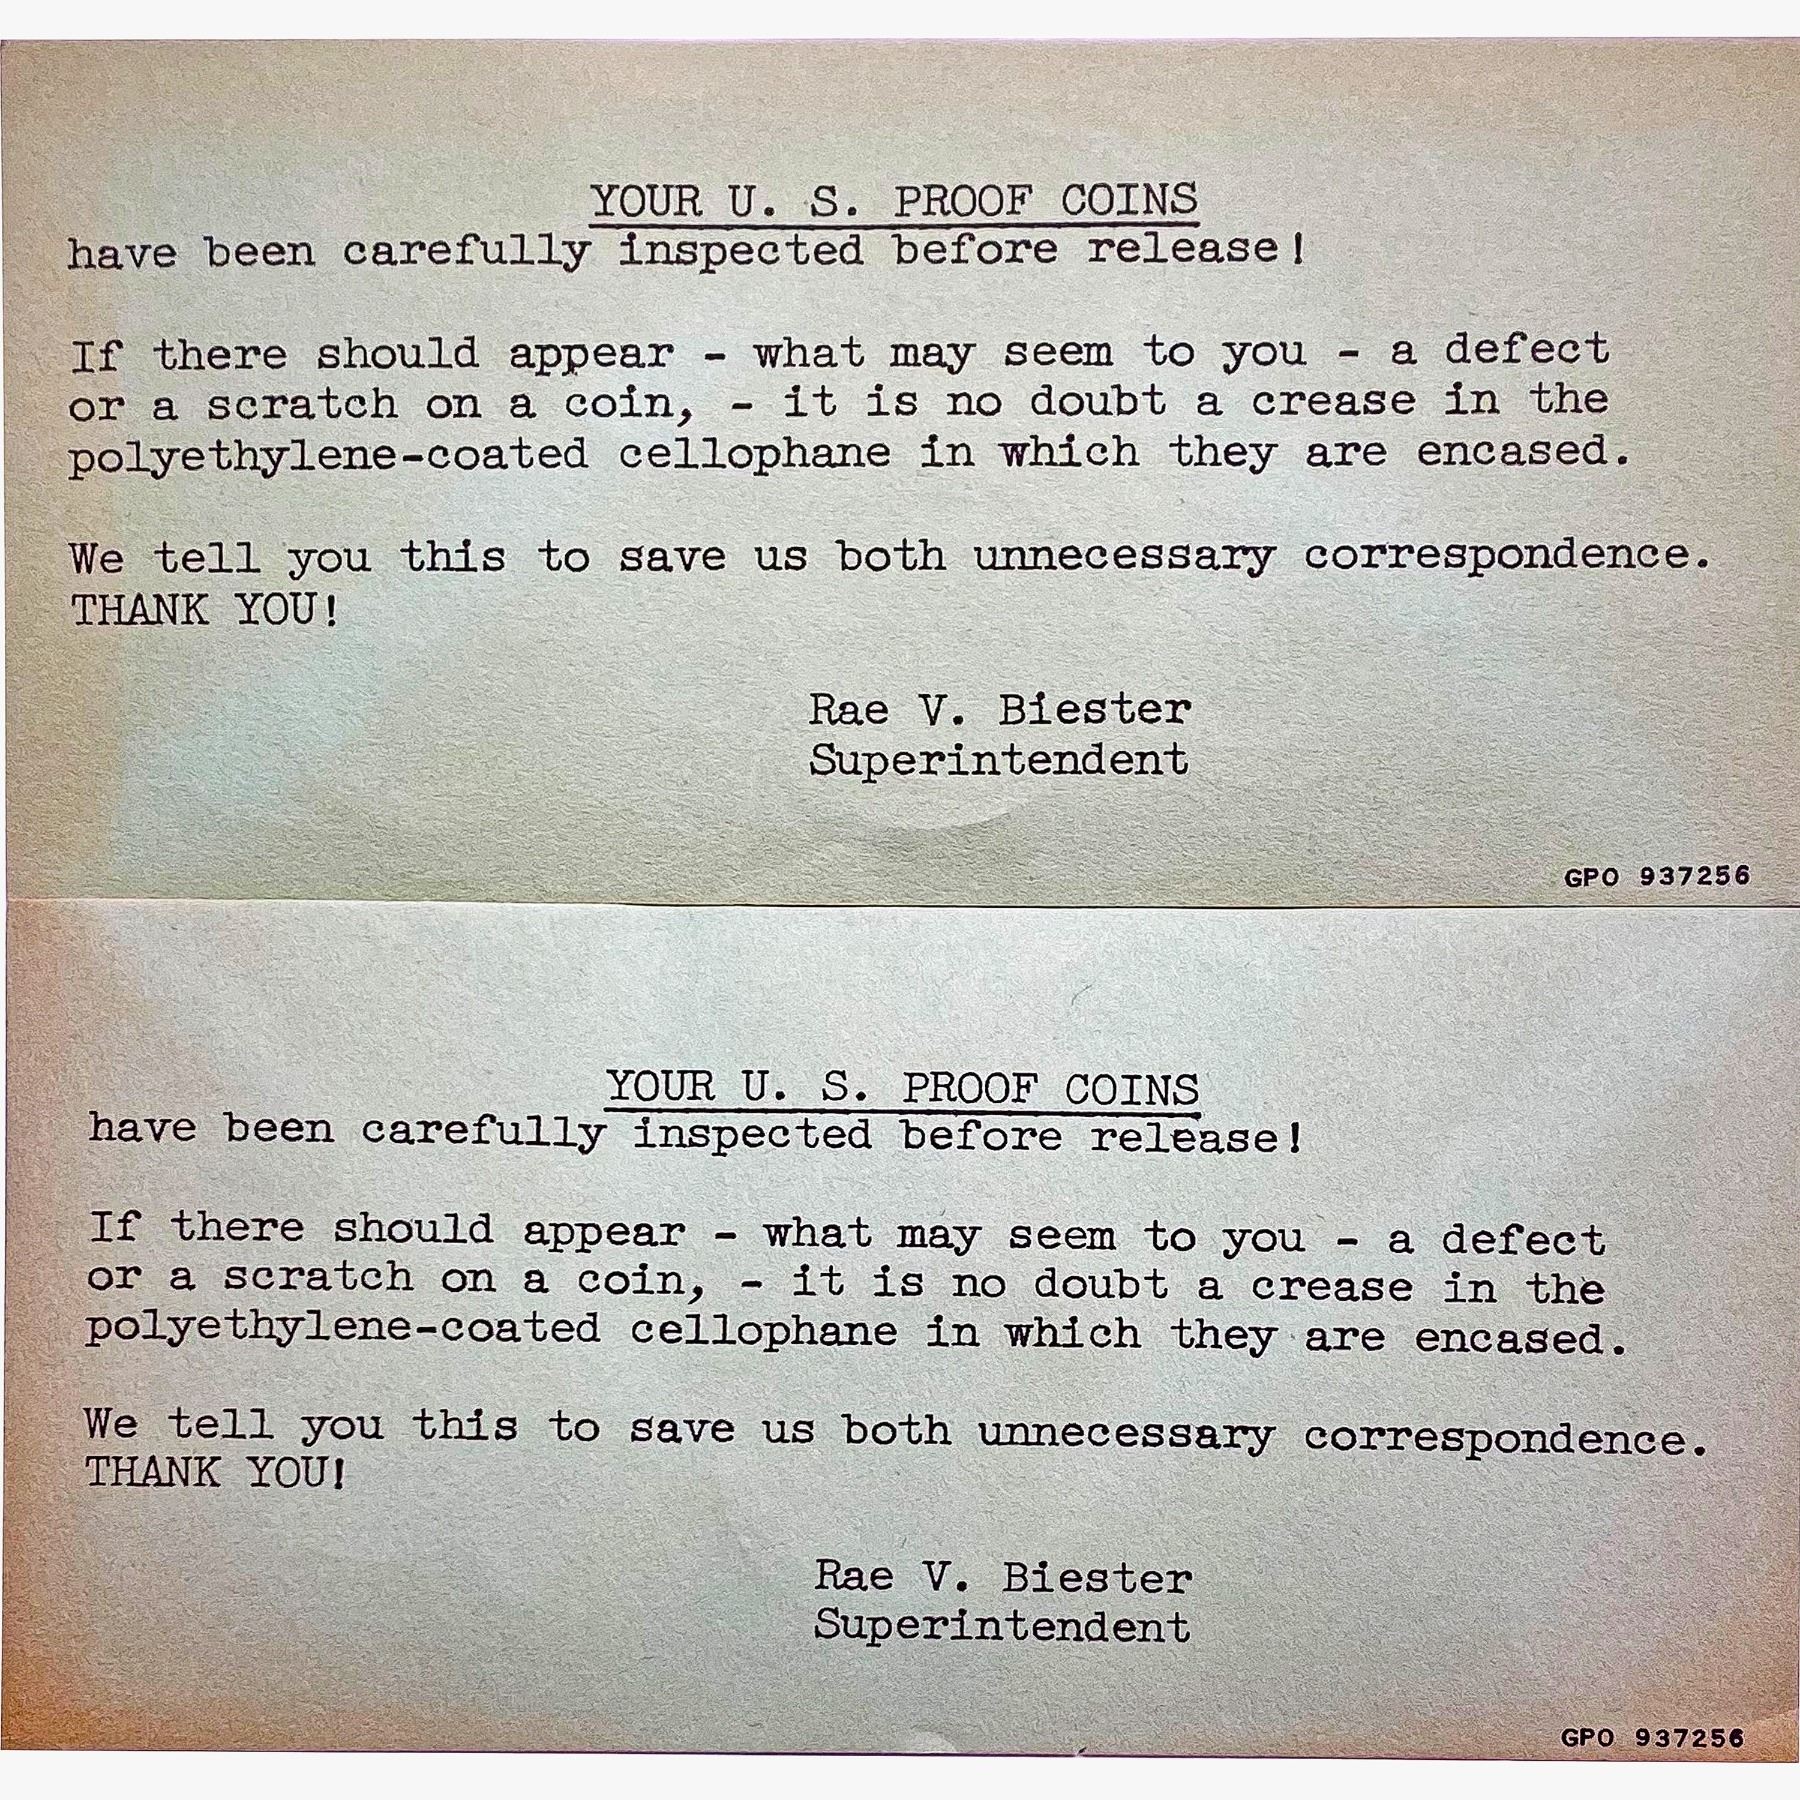 YOUR U. S. PROOF COINS
have been carefully inspected before release!
If there should appear - what may seem to you - a defect
or a scratch on a coin, - it is no doubt a crease in the
polyethylene-coated cellophane in which they are encased.
We tell you this to save us both unnecessary correspondence.
THANK YOU!
Rae V. Biester
Superintendent
GPO 937256
YOUR U. S. PROOF COINS
have been carefully inspected before release!
If there should appear - what may seem to you - a defect
or a scratch on a coin, - it is no doubt a crease in the
polyethylene-coated cellophane in which they are encased.
We tell you this to save us both unnecessary correspondence.
THANK YOU!
Rae V. Biester
Superintendent
GPO 937256